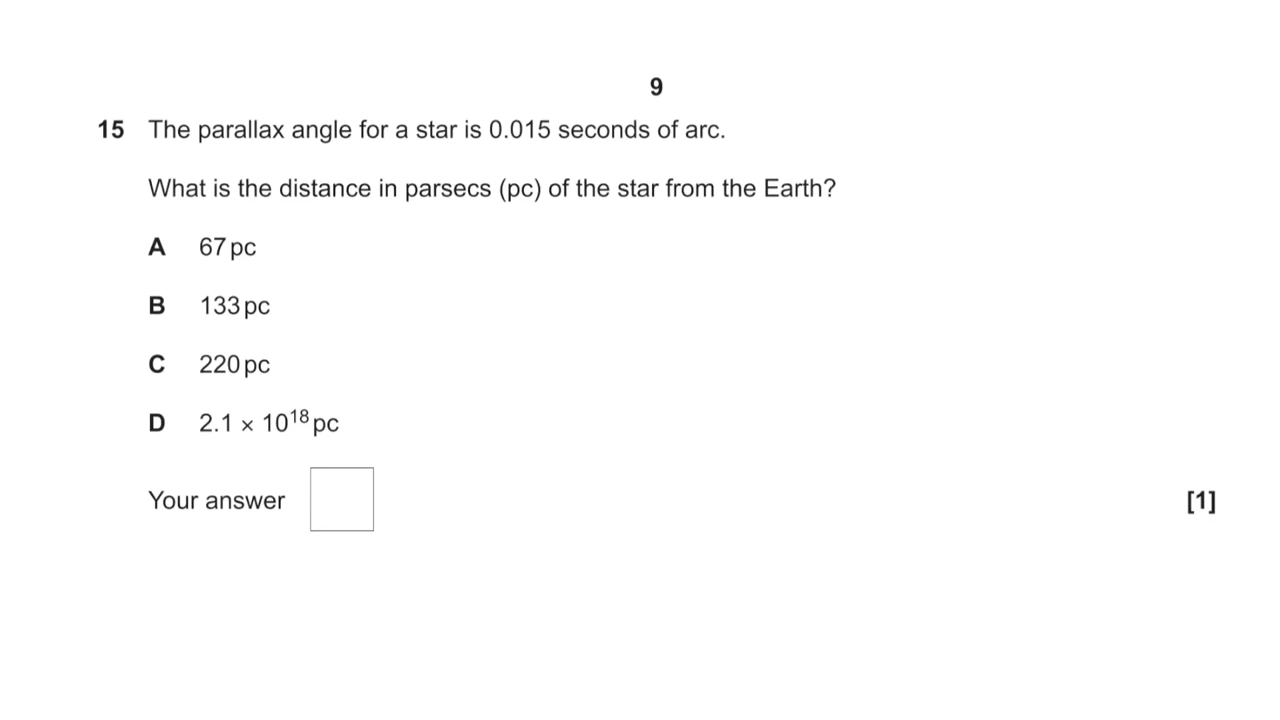 9
15 The parallax angle for a star is 0.015 seconds of arc.
What is the distance in parsecs (pc) of the star from the Earth?
A 67 pc
B 133 pc
C 220 pc
D 2.1 × 10¹⁸ pc
Your answer [1]